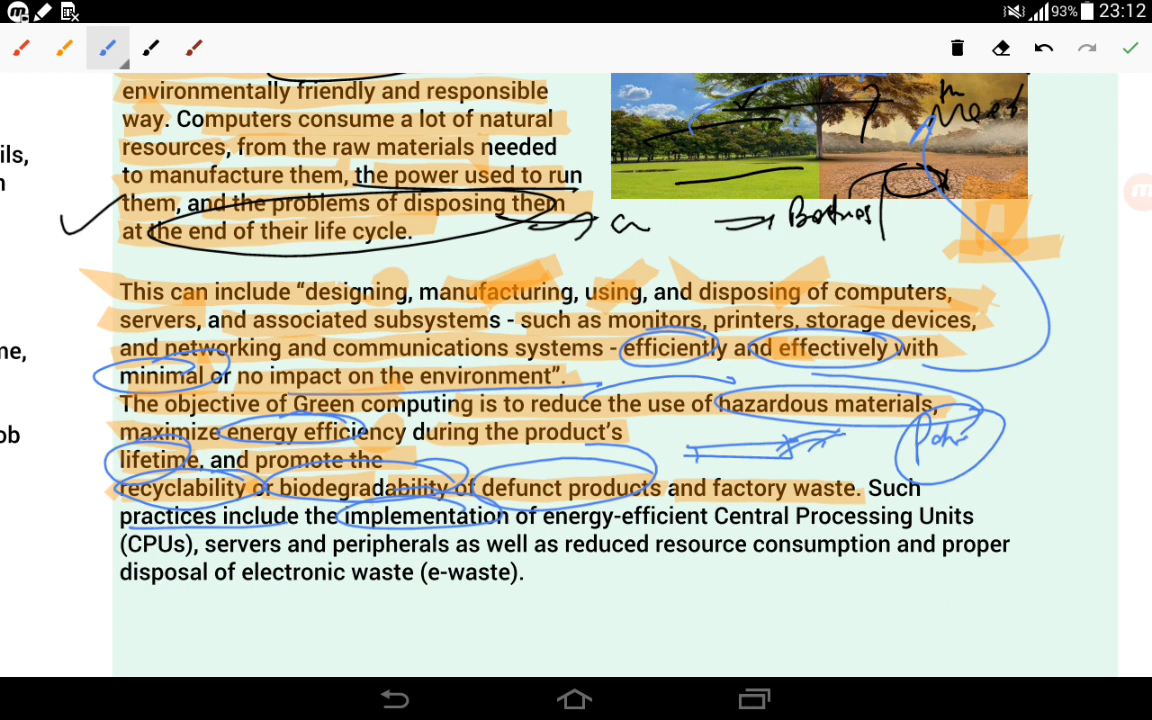 93% 23:12
environmentally friendly and responsible
way. Computers consume a lot of natural
resources, from the raw materials needed
to manufacture them, the power used to run
them, and the problems of disposing them
at the end of their life cycle.
ils,
This can include “designing, manufacturing, using, and disposing of computers,
servers, and associated subsystems - such as monitors, printers, storage devices,
and networking and communications systems - efficiently and effectively with
minimal or no impact on the environment”.
The objective of Green computing is to reduce the use of hazardous materials,
maximize energy efficiency during the product’s
lifetime, and promote the
recyclability or biodegradability of defunct products and factory waste. Such
practices include the implementation of energy-efficient Central Processing Units
(CPUs), servers and peripherals as well as reduced resource consumption and proper
disposal of electronic waste (e-waste).
ne,
ob